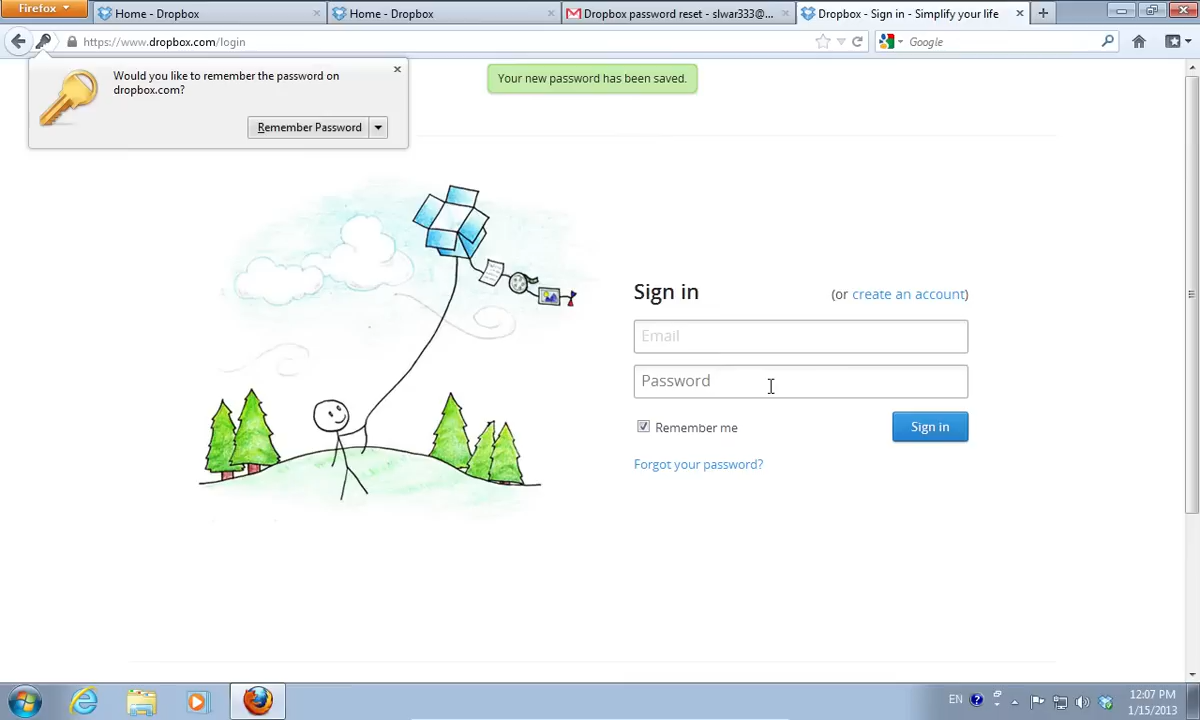 Firefox
Home - Dropbox
Home - Dropbox
Dropbox password reset - slwar333@...
Dropbox - Sign in - Simplify your life
https://www.dropbox.com/login
Google
Would you like to remember the password on
dropbox.com?
Remember Password
Your new password has been saved.
Sign in
(or create an account)
Email
Password
Remember me
Sign in
Forgot your password?
EN
12:07 PM
1/15/2013